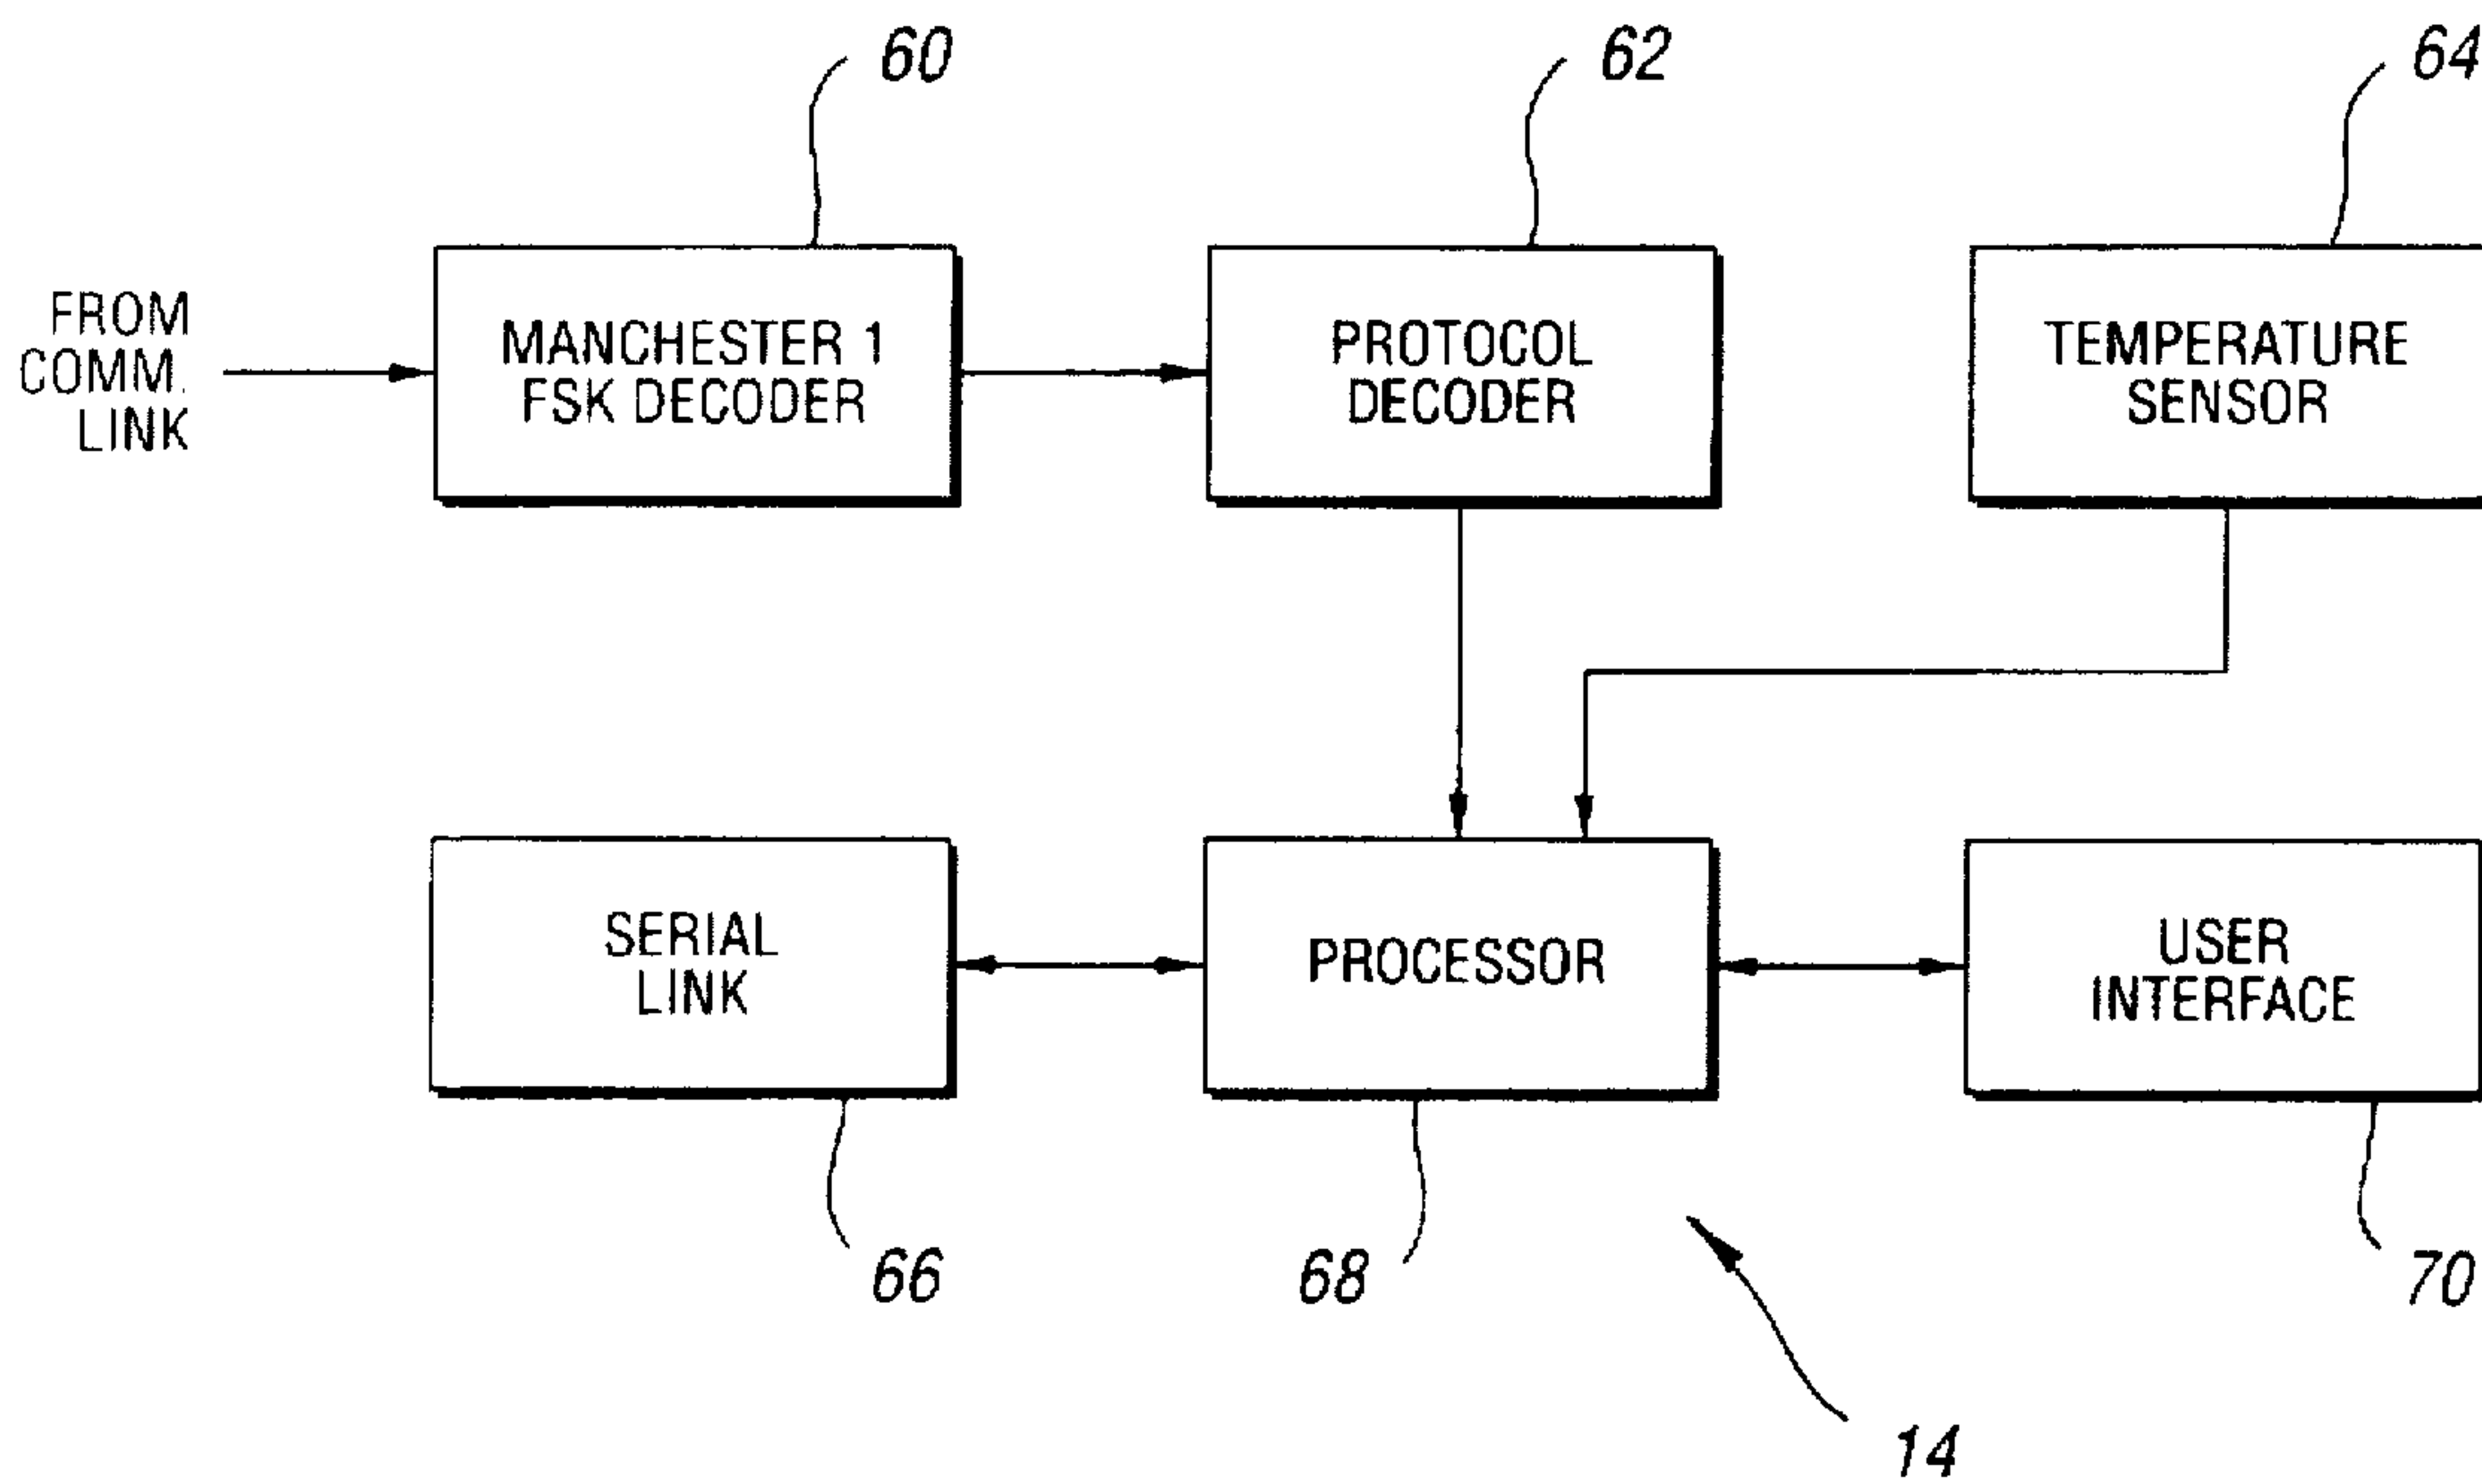 60
62
64
FROM
COMM.
LINK
MANCHESTER 1
FSK DECODER
PROTOCOL
DECODER
TEMPERATURE
SENSOR
SERIAL
LINK
PROCESSOR
USER
INTERFACE
66
68
70
14